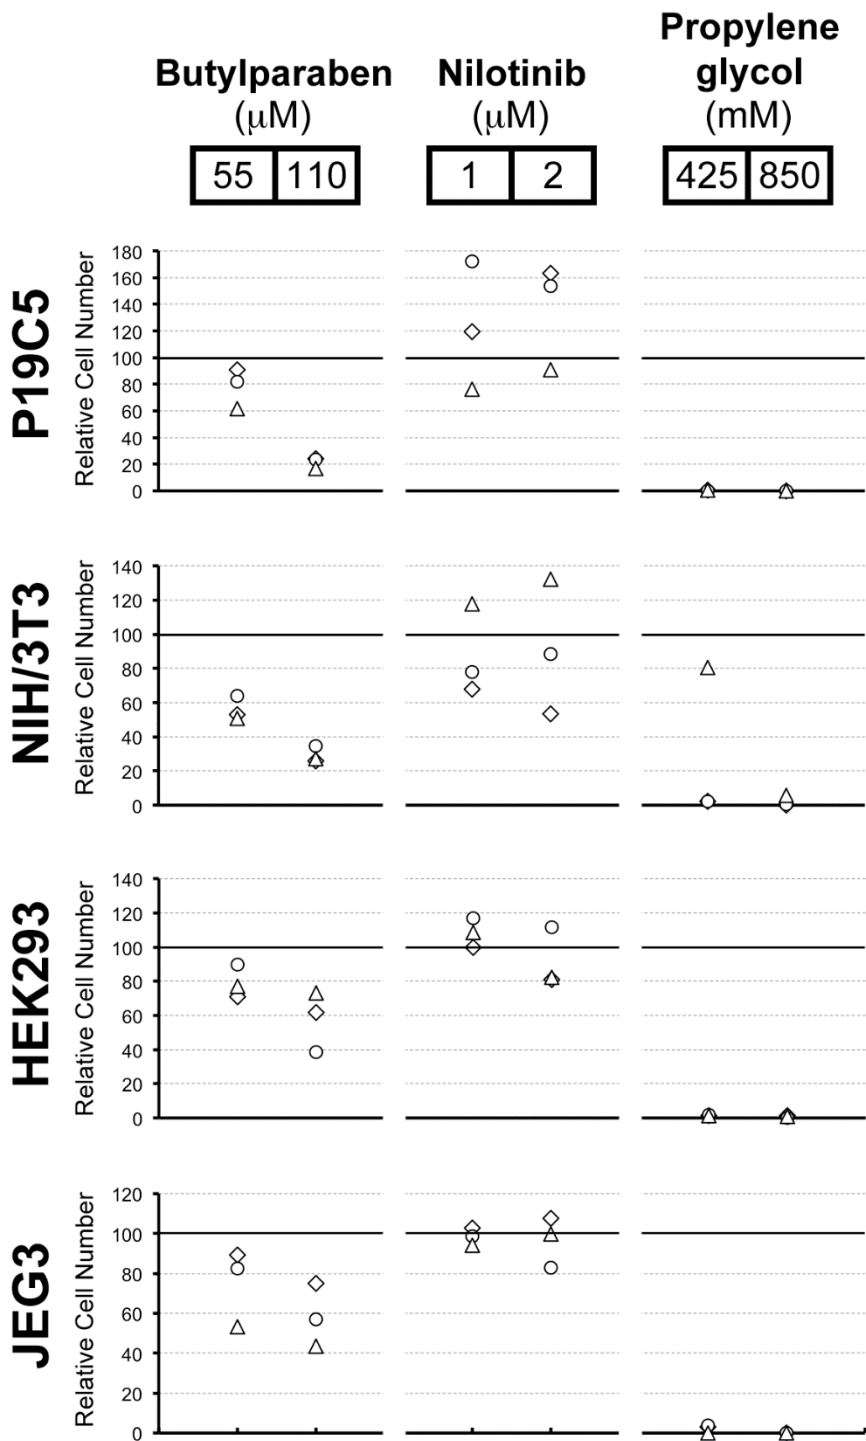 Butylparaben
(μM)
55 110
Nilotinib
(μM)
1 2
Propylene
glycol
(mM)
425 850
P19C5
Relative Cell Number
180
160
140
120
100
80
60
40
20
0
NIH/3T3
Relative Cell Number
140
120
100
80
60
40
20
0
HEK293
Relative Cell Number
140
120
100
80
60
40
20
0
JEG3
Relative Cell Number
120
100
80
60
40
20
0